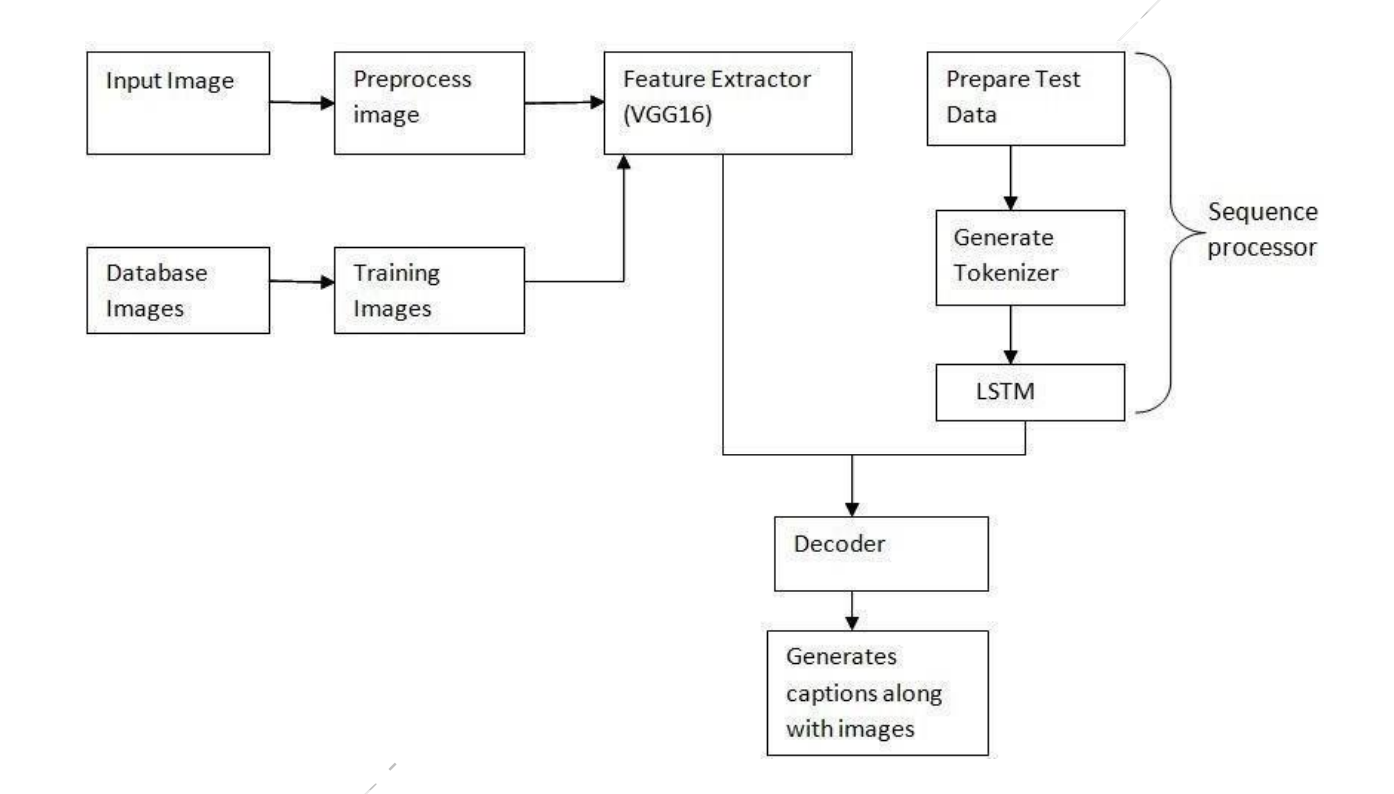 Input Image
Preprocess
image
Feature Extractor
(VGG16)
Prepare Test
Data
Database
Images
Training
Images
Generate
Tokenizer
LSTM
Sequence
processor
Decoder
Generates
captions along
with images